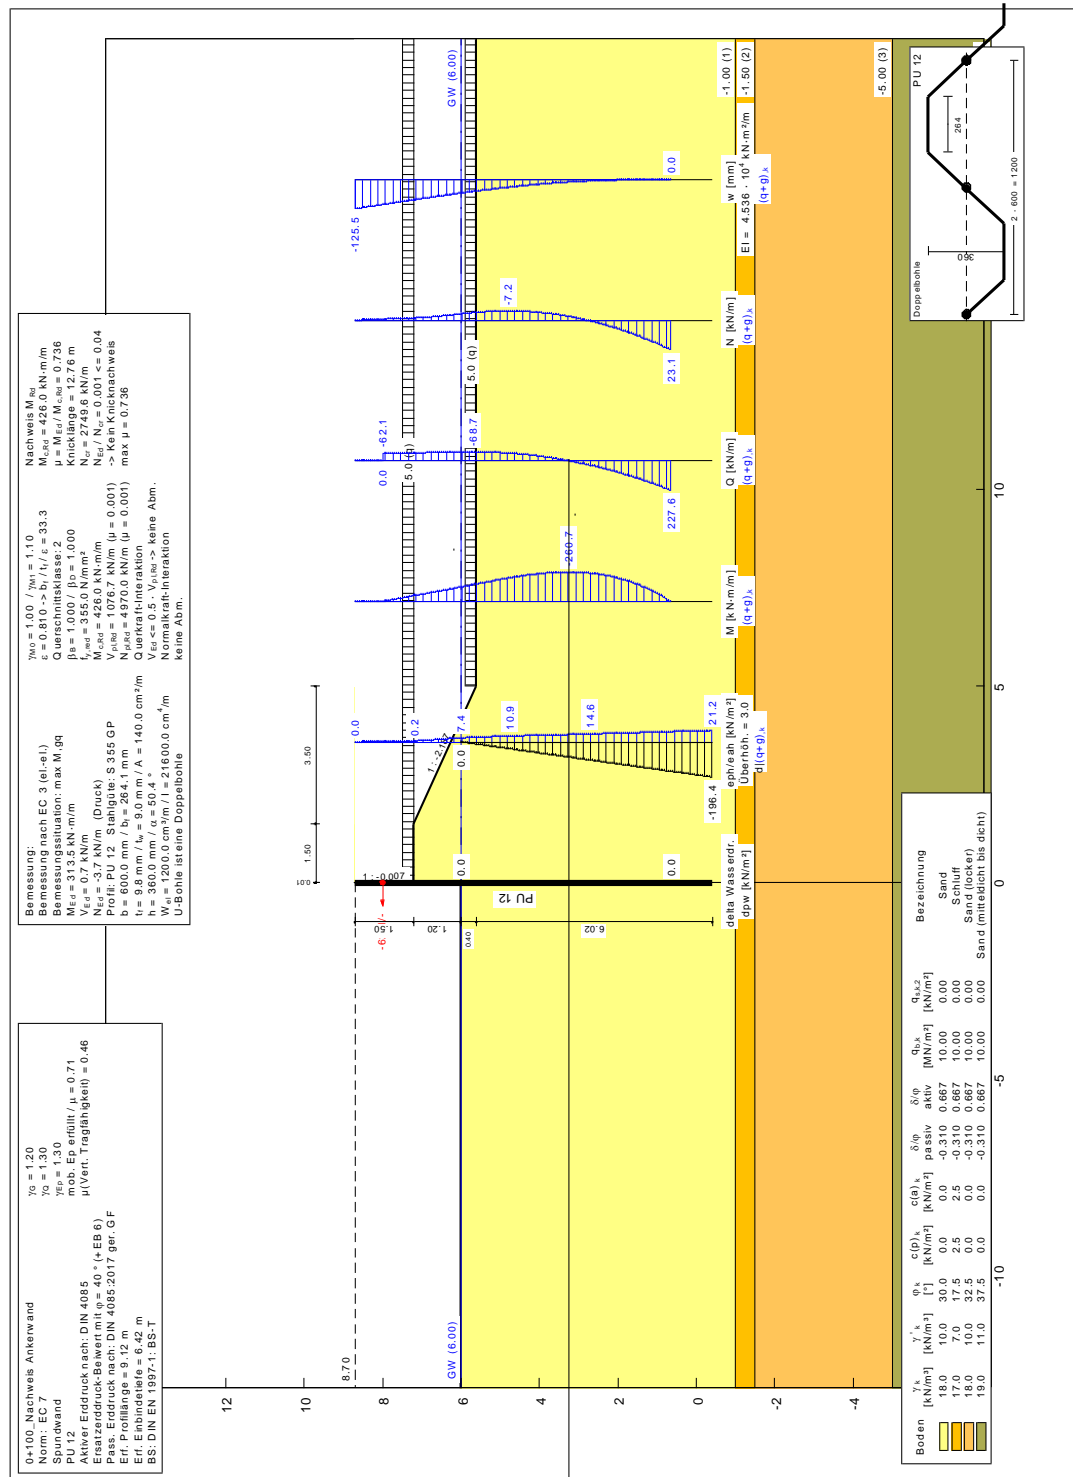 0+100_Nachweis Ankerwand
Norm: EC 7
Spundwand
PU 12
Aktiver Erddruck nach: DIN 4085
Ersatzerddruck-Beiwert mit φ = 40 ° (+ EB 6)
Pass. Erddruck nach: DIN 4085:2017 ger. GF
Erf. Profillänge = 9.12 m
Erf. Einbindetiefe = 6.42 m
BS: DIN EN 1997-1: BS-T
γG = 1.20
γQ = 1.30
γEp = 1.30
mob. Ep erfüllt / μ = 0.71
μ(Vert. Tragfähigkeit) = 0.46
Bemessung:
Bemessung nach EC 3 (el.-el.)
Bemessungssituation: max M,gq
MEd = 313.5 kN·m/m
VEd = 0.7 kN/m
NEd = -3.7 kN/m (Druck)
Profil: PU 12 Stahlgüte: S 355 GP
b = 600.0 mm / bf = 264.1 mm
tf = 9.8 mm / tw = 9.0 mm / A = 140.0 cm²/m
h = 360.0 mm / α = 50.4 °
Wel = 1200.0 cm³/m / I = 21600.0 cm⁴/m
U-Bohle ist eine Doppelbohle
γM0 = 1.00 / γM1 = 1.10
ε = 0.810 -> bf / tf / ε = 33.3
Querschnittsklasse: 2
βB = 1.000 / βD = 1.000
fy,red = 355.0 N/mm²
Mc,Rd = 426.0 kN·m/m
Vpl,Rd = 1076.7 kN/m (μ = 0.001)
Npl,Rd = 4970.0 kN/m (μ = 0.001)
Querkraft-Interaktion
VEd <= 0.5 · Vpl,Rd -> keine Abm.
Normalkraft-Interaktion
keine Abm.
Nachweis MRd
Mc,Rd = 426.0 kN·m/m
μ = MEd / Mc,Rd = 0.736
Knicklänge = 12.76 m
Ncr = 2749.6 kN/m
NEd / Ncr = 0.001 <= 0.04
-> Kein Knicknachweis
max μ = 0.736
8.70
GW (6.00)
GW (6.00)
12
10
8
6
4
2
0
-2
-4
-10
-5
0
5
10
0.01
1.50
3.50
1 : -2.187
5.0 (q)
5.0 (q)
1.50
1.20
0.40
6.02
PU 12
0.0
0.0
delta Wasserdr.
dpw [kN/m²]
0.0
0.2
7.4
0.0
10.9
14.6
21.2
-196.4
eph/eah [kN/m²]
Überhöh. = 3.0
d|(q+g),k
-260.7
M [kN·m/m]
(q+g),k
0.0
-62.1
-68.7
227.6
Q [kN/m]
(q+g),k
-7.2
23.1
N [kN/m]
(q+g),k
-125.5
0.0
w [mm]
EI = 4.536 · 10⁴ kN·m²/m
(q+g),k
-1.00 (1)
-1.50 (2)
-5.00 (3)
PU 12
Doppelbohle
264
360
2 · 600 = 1200
Boden γk [kN/m³] γ'k [kN/m³] φk [°] c(p)k [kN/m²] c(a)k [kN/m²] δ/φ passiv δ/φ aktiv qb,k [MN/m²] qs,k,2 [kN/m²] Bezeichnung
18.0 10.0 30.0 0.0 0.0 -0.310 0.667 10.00 0.00 Sand
17.0 7.0 17.5 2.5 2.5 -0.310 0.667 10.00 0.00 Schluff
18.0 10.0 32.5 0.0 0.0 -0.310 0.667 10.00 0.00 Sand (locker)
19.0 11.0 37.5 0.0 0.0 -0.310 0.667 10.00 0.00 Sand (mitteldicht bis dicht)